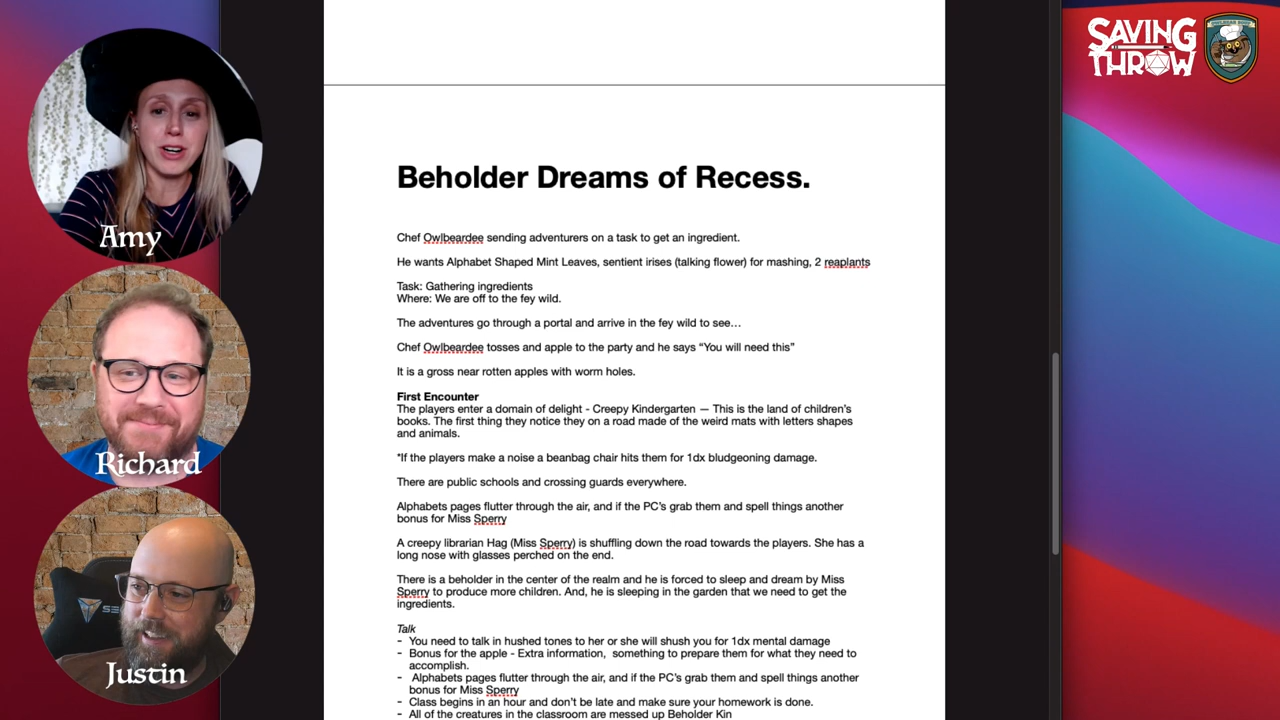 SAVING
THROW
Amy
Richard
Justin
Beholder Dreams of Recess.
Chef Owlbeardee sending adventurers on a task to get an ingredient.
He wants Alphabet Shaped Mint Leaves, sentient irises (talking flower) for mashing, 2 reaplants
Task: Gathering ingredients
Where: We are off to the fey wild.
The adventures go through a portal and arrive in the fey wild to see…
Chef Owlbeardee tosses and apple to the party and he says “You will need this”
It is a gross near rotten apples with worm holes.
First Encounter
The players enter a domain of delight - Creepy Kindergarten — This is the land of children’s
books. The first thing they notice they on a road made of the weird mats with letters shapes
and animals.
*If the players make a noise a beanbag chair hits them for 1dx bludgeoning damage.
There are public schools and crossing guards everywhere.
Alphabets pages flutter through the air, and if the PC’s grab them and spell things another
bonus for Miss Sperry
A creepy librarian Hag (Miss Sperry) is shuffling down the road towards the players. She has a
long nose with glasses perched on the end.
There is a beholder in the center of the realm and he is forced to sleep and dream by Miss
Sperry to produce more children. And, he is sleeping in the garden that we need to get the
ingredients.
Talk
- You need to talk in hushed tones to her or she will shush you for 1dx mental damage
- Bonus for the apple - Extra information, something to prepare them for what they need to
accomplish.
- Alphabets pages flutter through the air, and if the PC’s grab them and spell things another
bonus for Miss Sperry
- Class begins in an hour and don’t be late and make sure your homework is done.
- All of the creatures in the classroom are messed up Beholder Kin